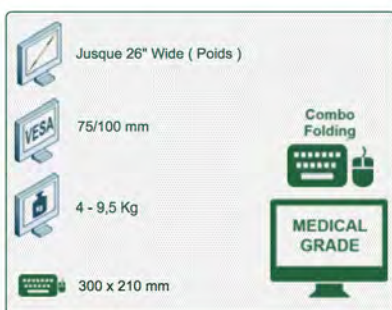 Jusque 26" Wide ( Poids )
VESA
75/100 mm
4 - 9,5 Kg
300 x 210 mm
Combo
Folding
MEDICAL
GRADE